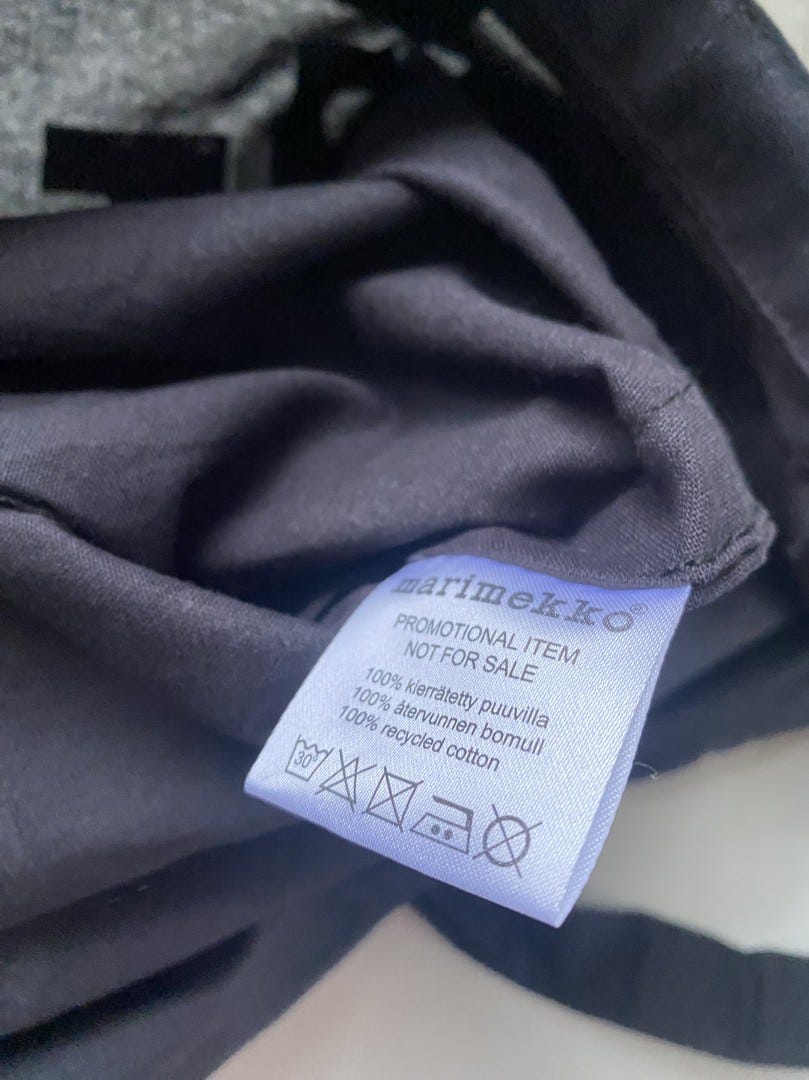 marimekko®
PROMOTIONAL ITEM
NOT FOR SALE
100% kierrätetty puuvilla
100% återvunnen bomull
100% recycled cotton
30°